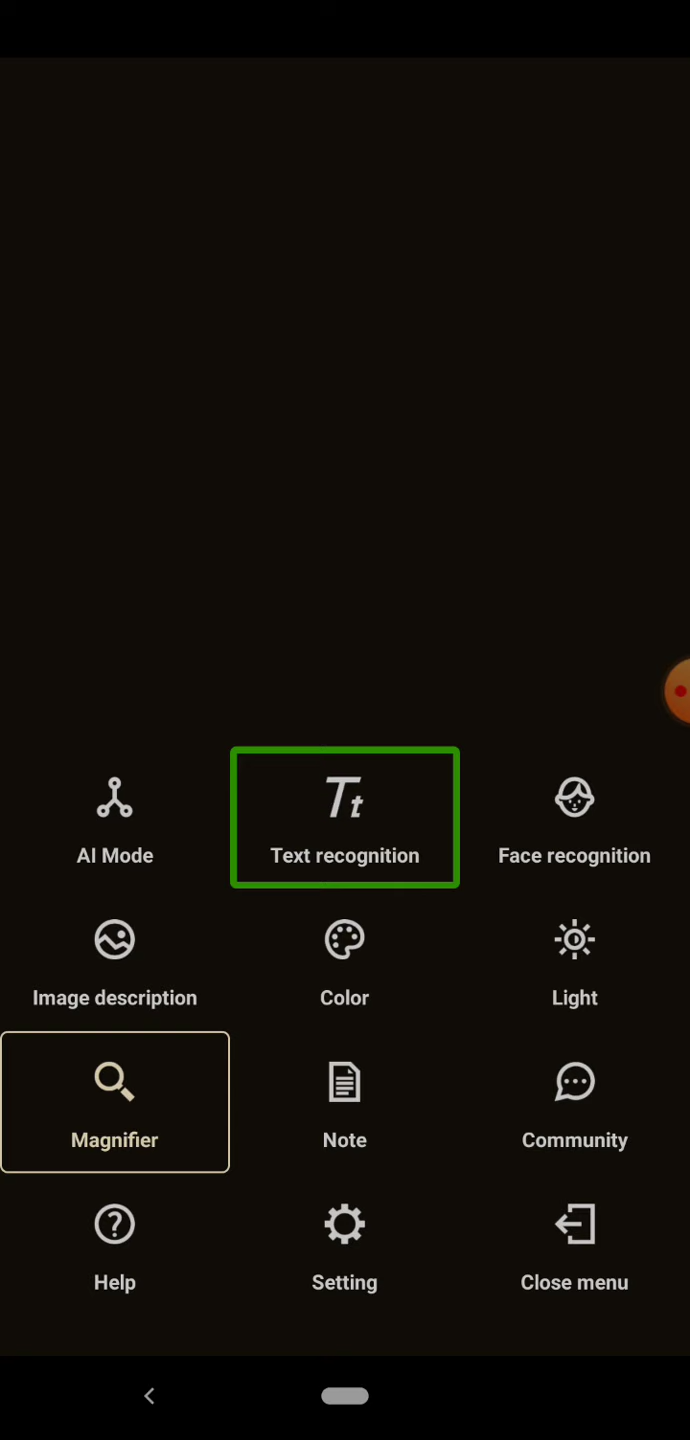 AI Mode Text recognition Face recognition
Image description Color Light
Magnifier Note Community
Help Setting Close menu